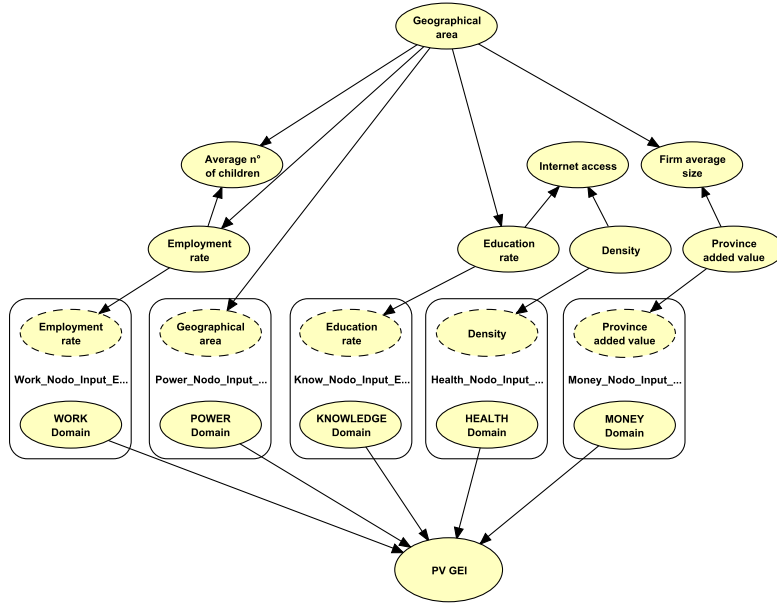 Geographical
area
Average n°
of children
Internet access
Firm average
size
Employment
rate
Education
rate
Density
Province
added value
Employment
rate
Geographical
area
Education
rate
Density
Province
added value
Work_Nodo_Input_E...
Power_Nodo_Input_...
Know_Nodo_Input_E...
Health_Nodo_Input_...
Money_Nodo_Input_...
WORK
Domain
POWER
Domain
KNOWLEDGE
Domain
HEALTH
Domain
MONEY
Domain
PV GEI